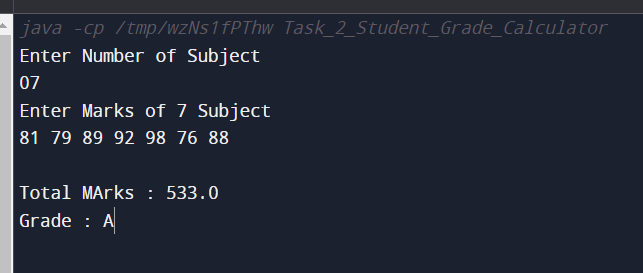 java -cp /tmp/wzNs1fPThw Task_2_Student_Grade_Calculator
Enter Number of Subject
07
Enter Marks of 7 Subject
81 79 89 92 98 76 88
Total MArks : 533.0
Grade : A